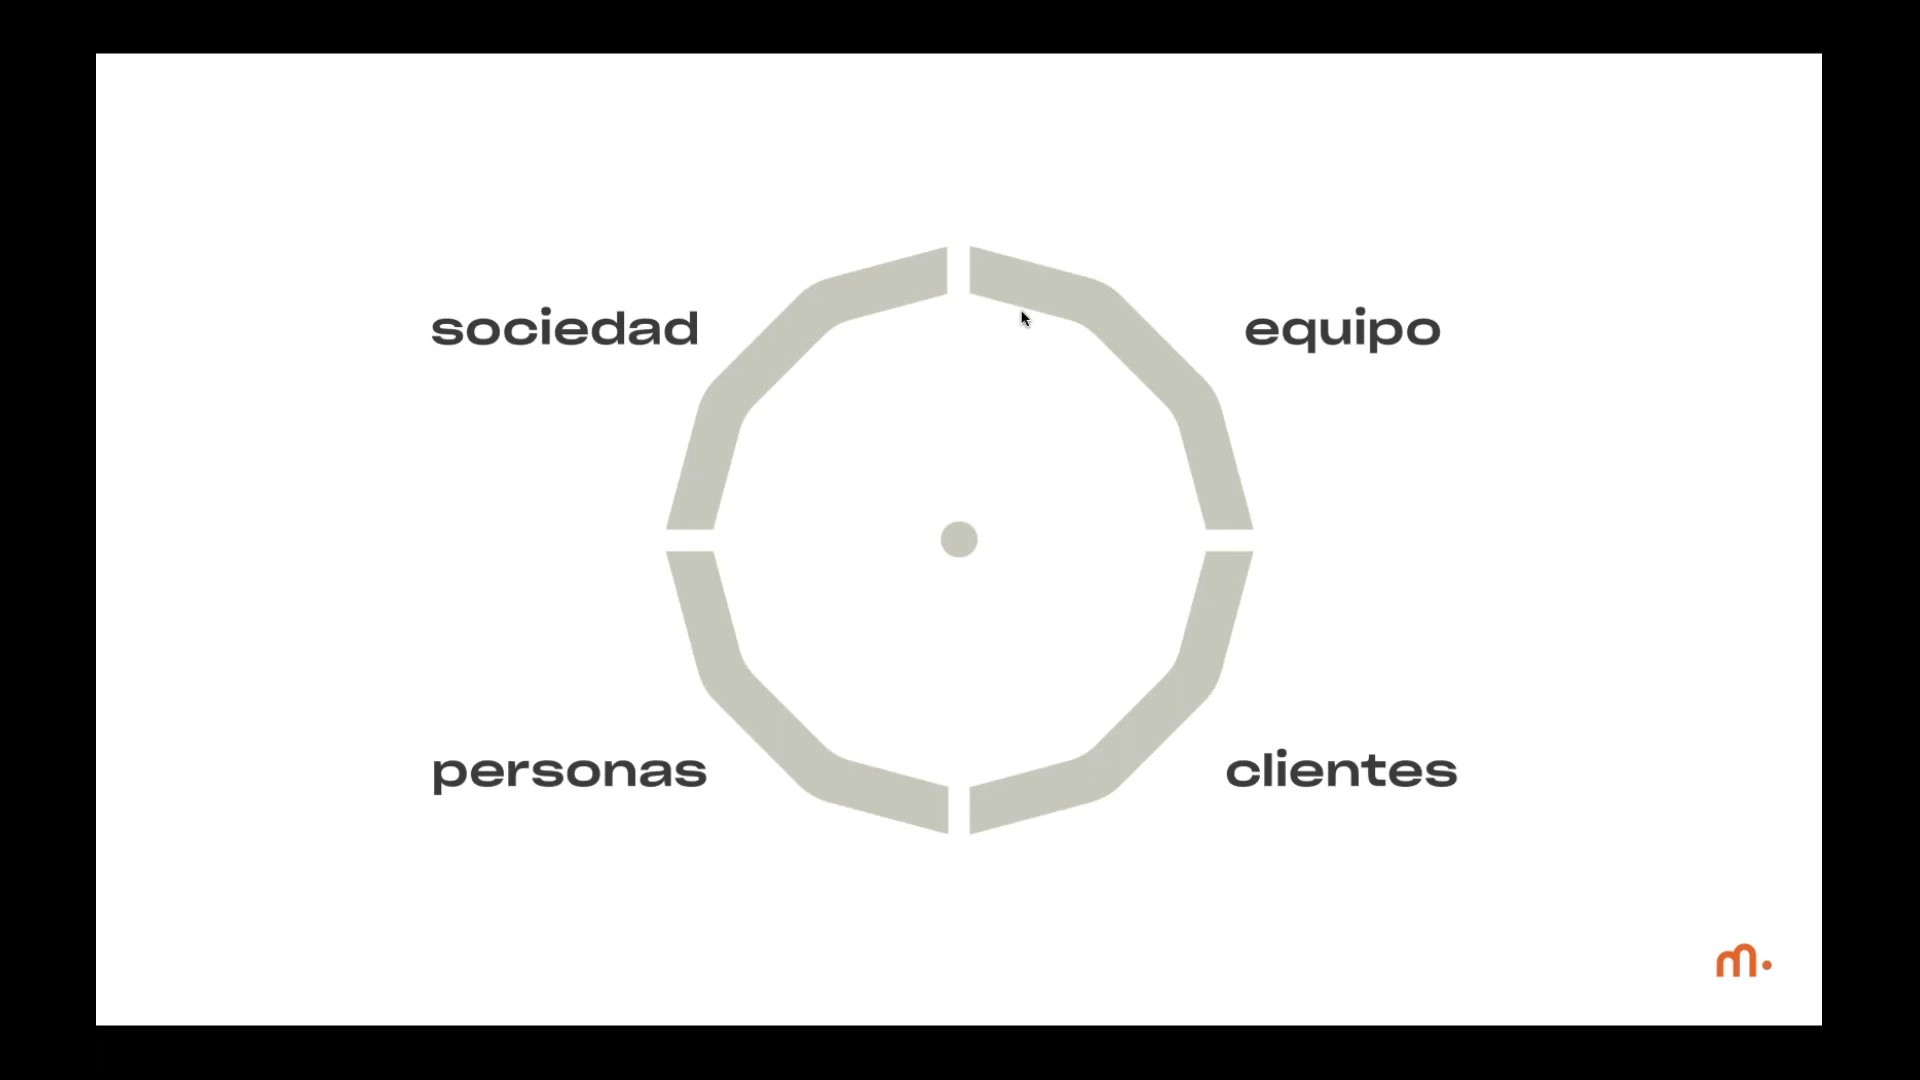 sociedad
equipo
personas
clientes
m.